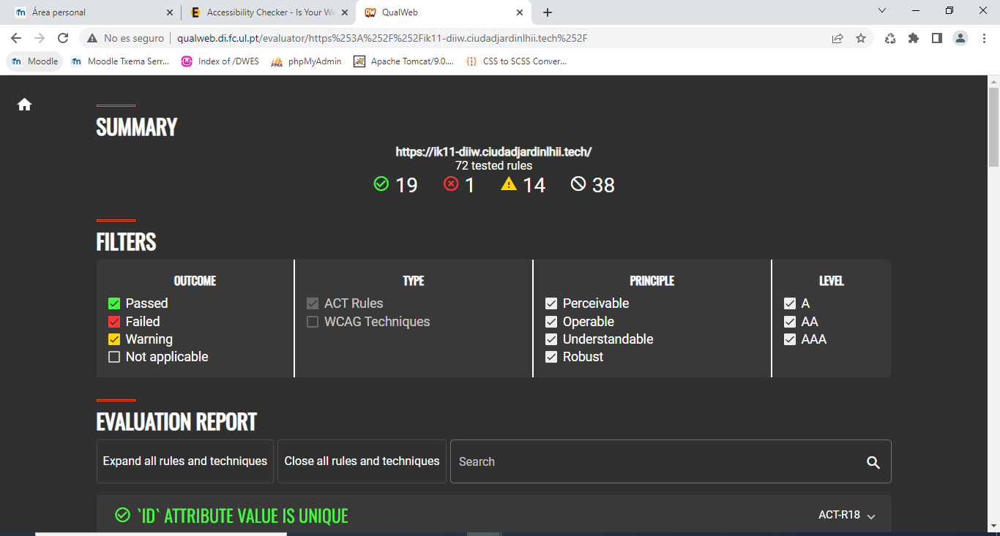 Área personal
Accessibility Checker - Is Your We
QualWeb
No es seguro
qualweb.di.fc.ul.pt/evaluator/https%253A%252F%252Fik11-diiw.ciudadjardinlhii.tech%252F
Moodle
Moodle Txema Serr...
Index of /DWES
phpMyAdmin
Apache Tomcat/9.0....
CSS to SCSS Conver...
SUMMARY
https://ik11-diiw.ciudadjardinlhii.tech/
72 tested rules
19 1 14 38
FILTERS
OUTCOME
Passed
Failed
Warning
Not applicable
TYPE
ACT Rules
WCAG Techniques
PRINCIPLE
Perceivable
Operable
Understandable
Robust
LEVEL
A
AA
AAA
EVALUATION REPORT
Expand all rules and techniques
Close all rules and techniques
Search
`ID` ATTRIBUTE VALUE IS UNIQUE
ACT-R18